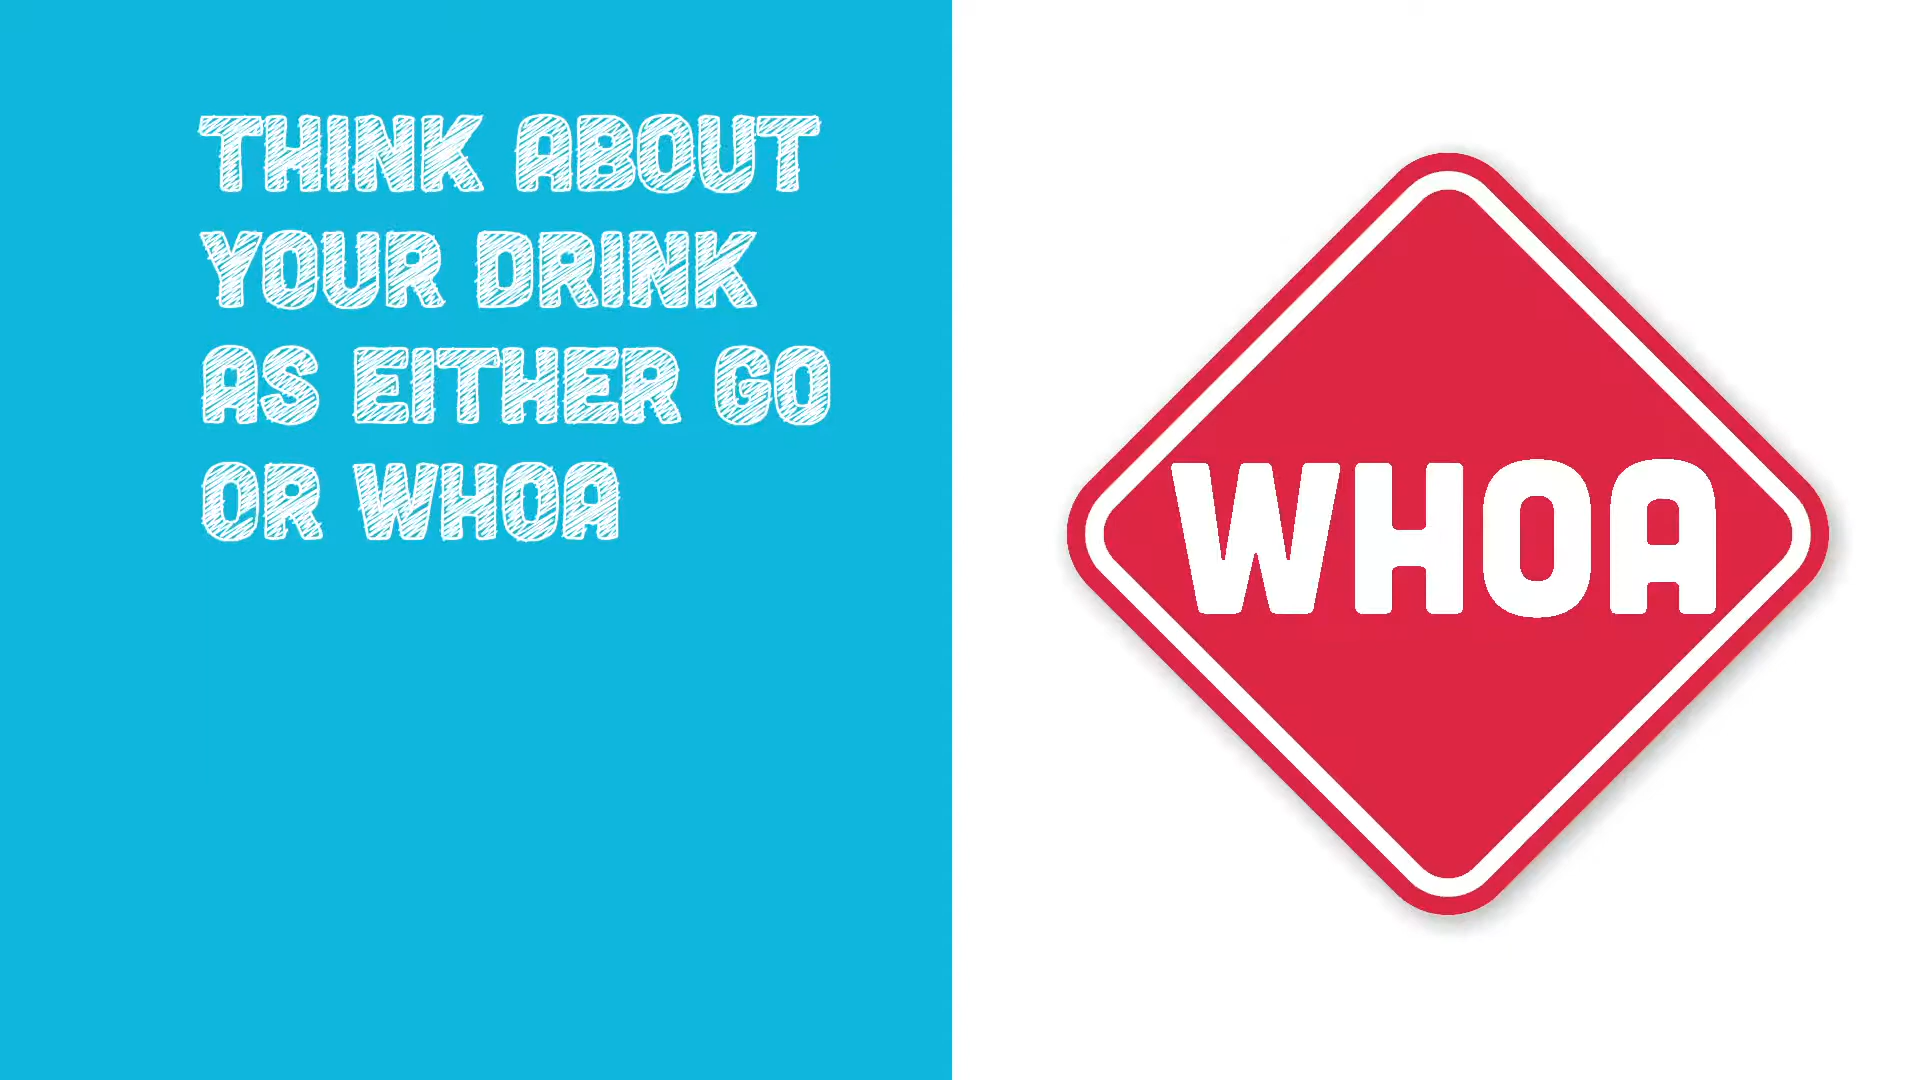 THINK ABOUT
YOUR DRINK
AS EITHER GO
OR WHOA
WHOA